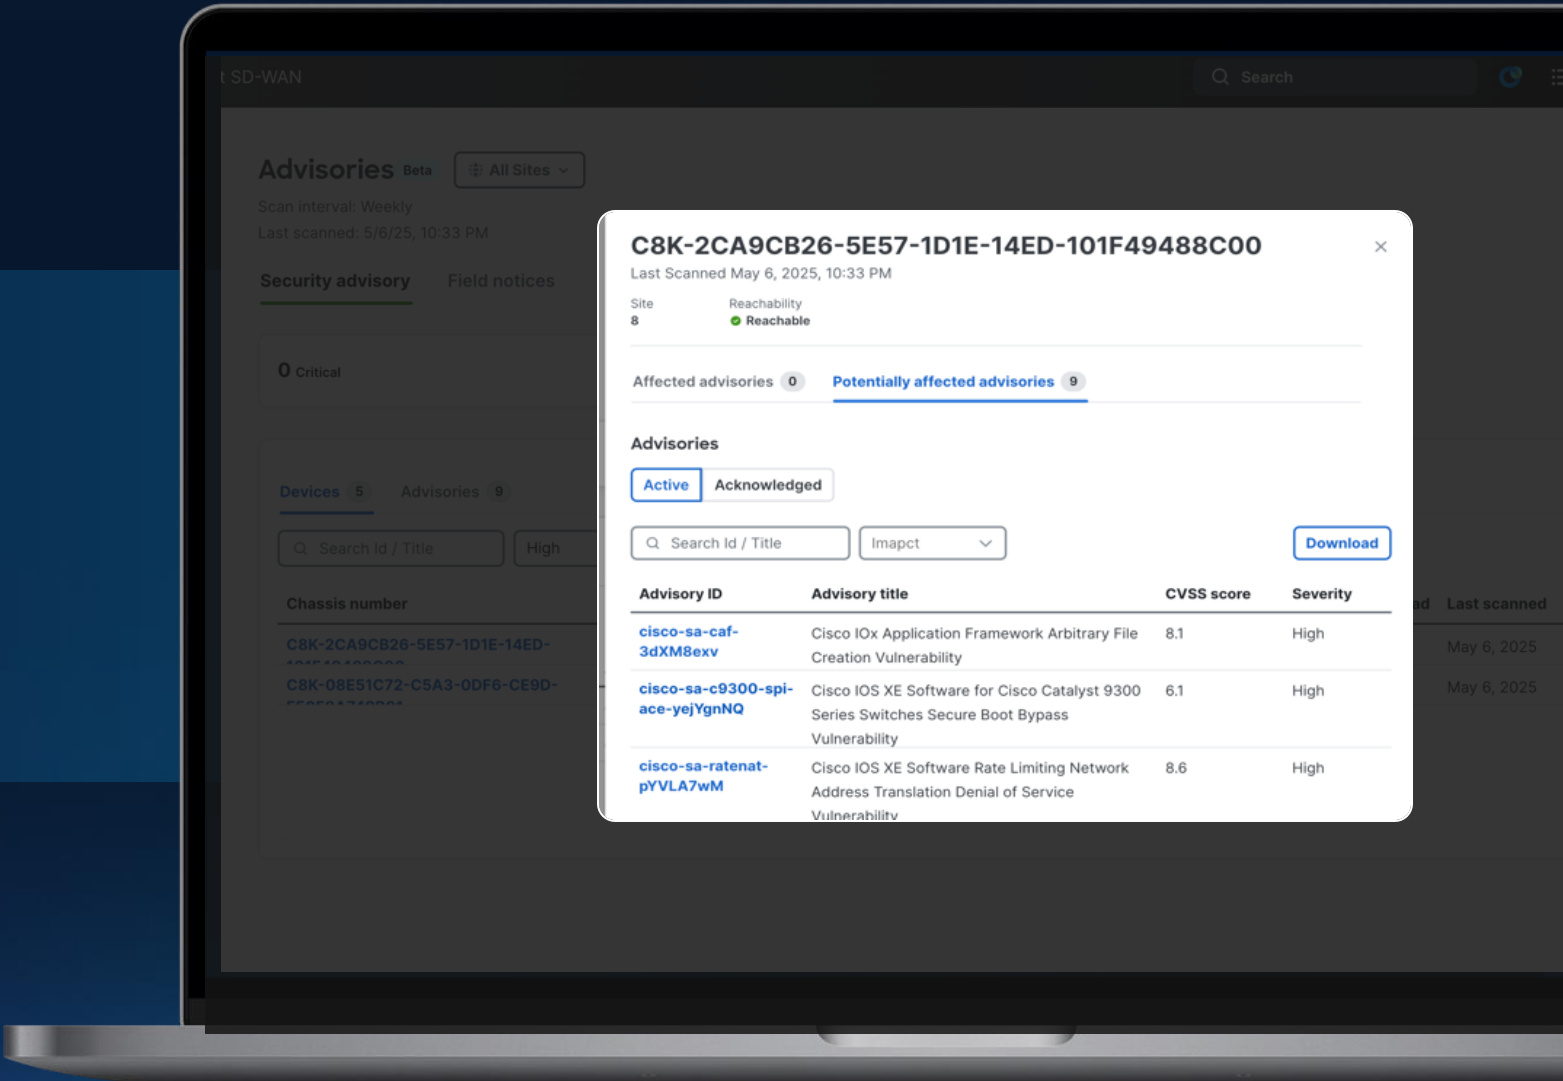 t SD-WAN
Search
Advisories Beta All Sites
Scan interval: Weekly
Last scanned: 5/6/25, 10:33 PM
Security advisory Field notices
0 Critical
Devices 5 Advisories 9
Search Id / Title High
Chassis number
C8K-2CA9CB26-5E57-1D1E-14ED-
C8K-08E51C72-C5A3-0DF6-CE9D-
C8K-2CA9CB26-5E57-1D1E-14ED-101F49488C00
Last Scanned May 6, 2025, 10:33 PM
Site Reachability
8 Reachable
Affected advisories 0 Potentially affected advisories 9
Advisories
Active Acknowledged
Search Id / Title Imapct Download
Advisory ID Advisory title CVSS score Severity
cisco-sa-caf- Cisco IOx Application Framework Arbitrary File 8.1 High
3dXM8exv Creation Vulnerability
cisco-sa-c9300-spi- Cisco IOS XE Software for Cisco Catalyst 9300 6.1 High
ace-yejYgnNQ Series Switches Secure Boot Bypass
Vulnerability
cisco-sa-ratenat- Cisco IOS XE Software Rate Limiting Network 8.6 High
pYVLA7wM Address Translation Denial of Service
Vulnerability
ad Last scanned
May 6, 2025
May 6, 2025